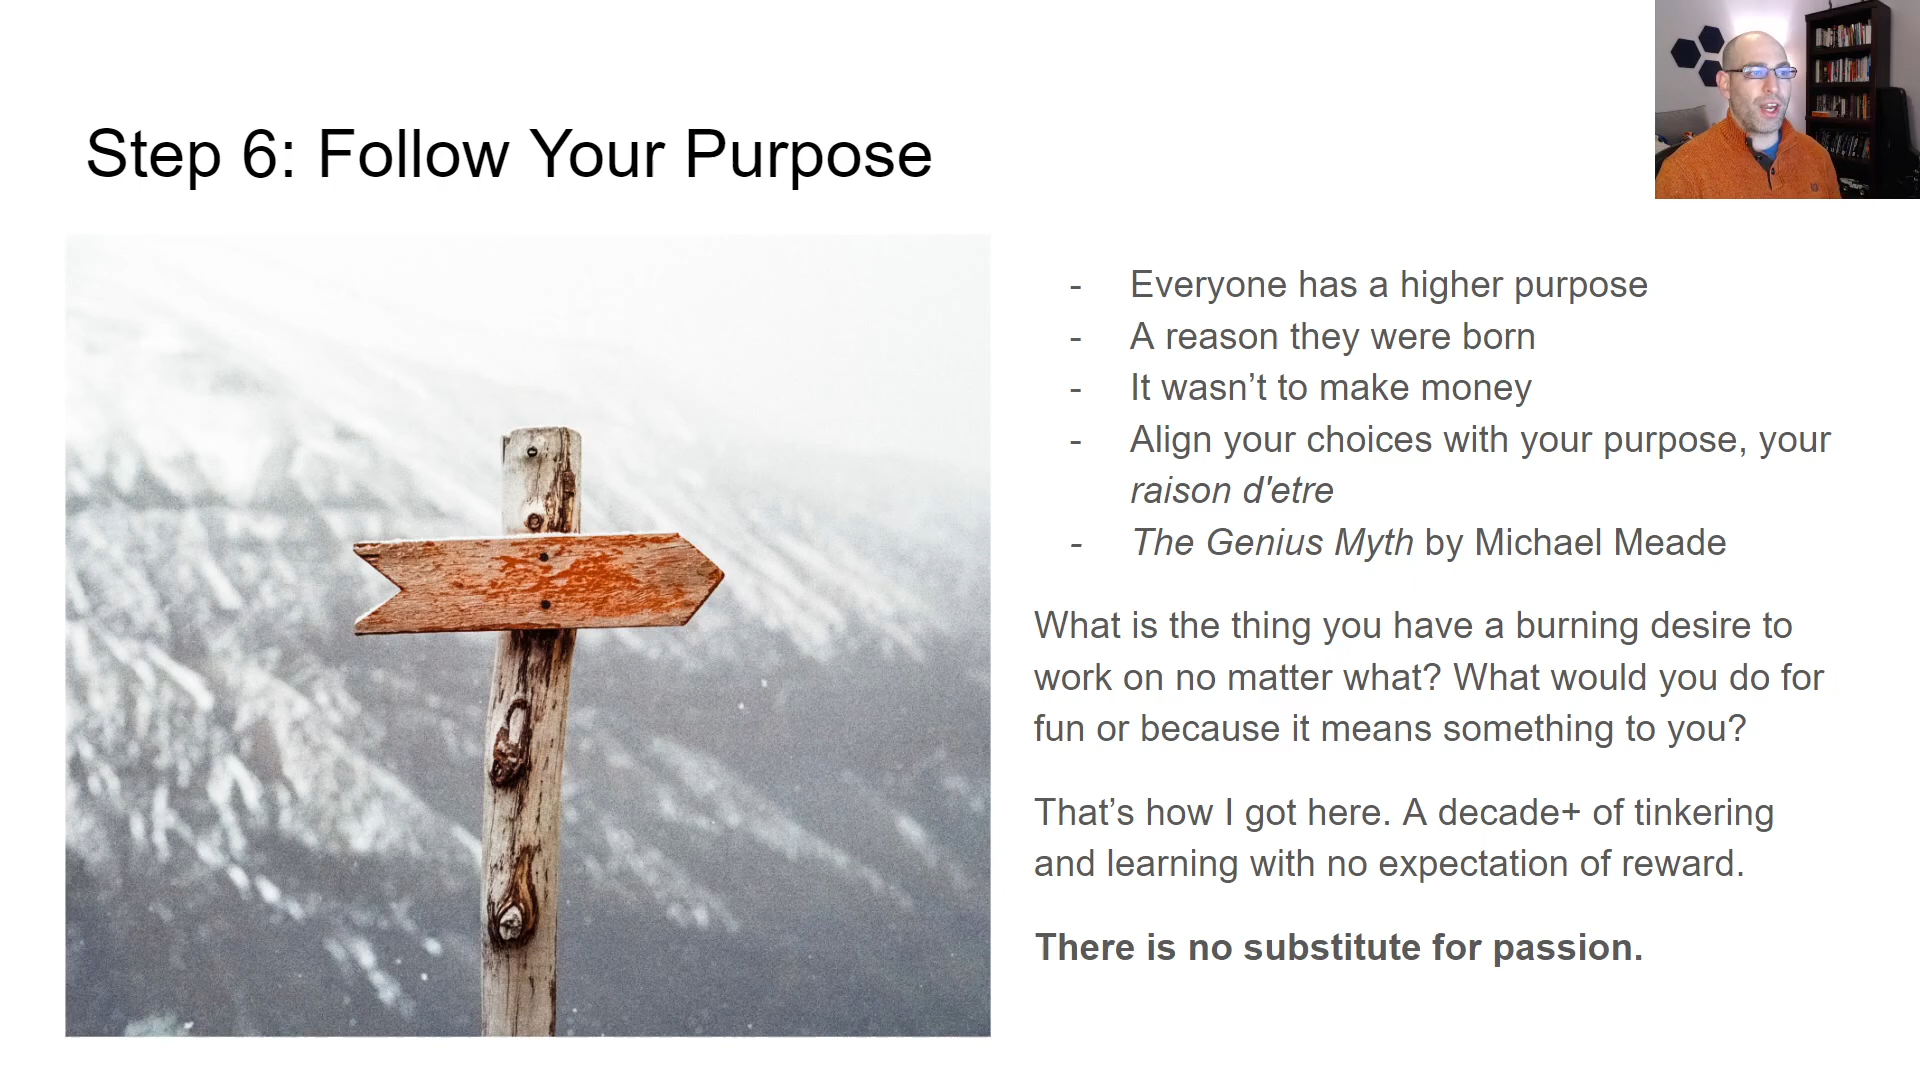 Step 6: Follow Your Purpose
- Everyone has a higher purpose
- A reason they were born
- It wasn’t to make money
- Align your choices with your purpose, your
raison d'etre
- The Genius Myth by Michael Meade
What is the thing you have a burning desire to
work on no matter what? What would you do for
fun or because it means something to you?
That’s how I got here. A decade+ of tinkering
and learning with no expectation of reward.
There is no substitute for passion.